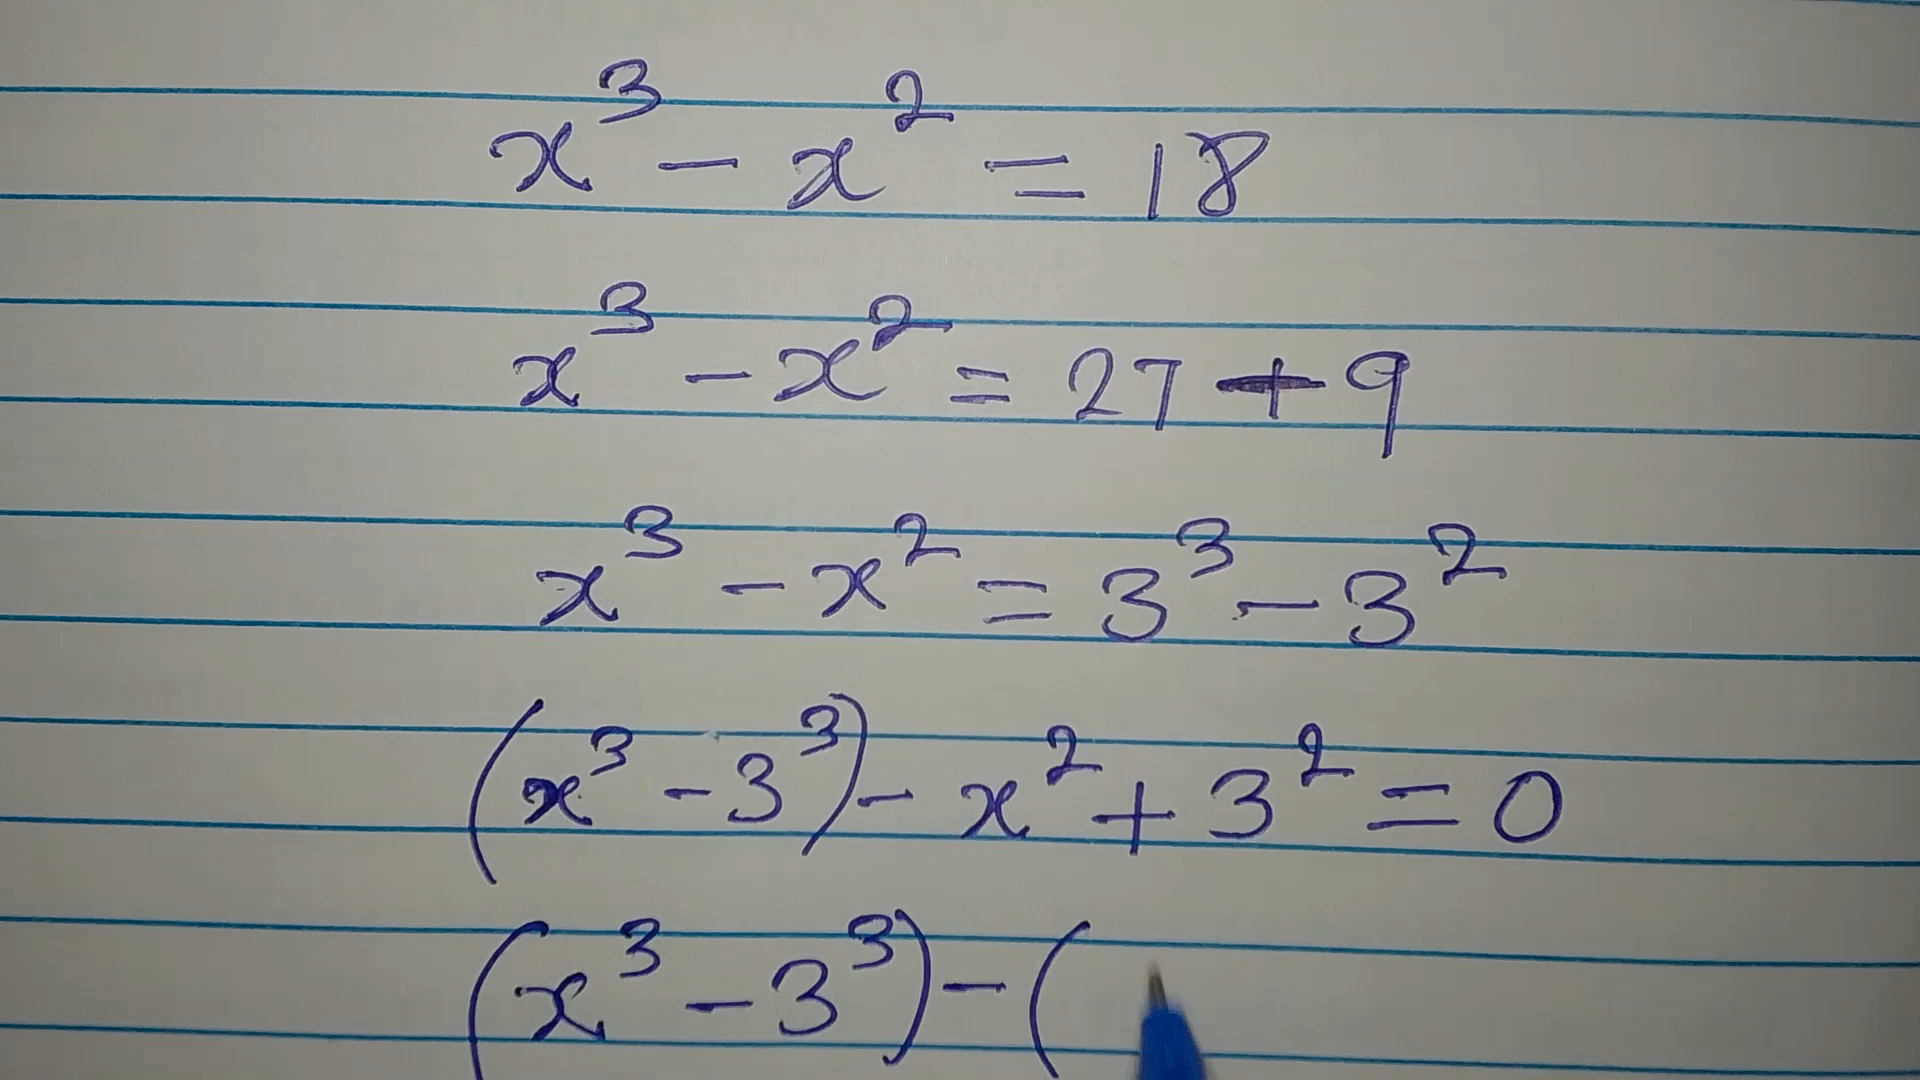 x³ - x² = 18
x³ - x² = 27 + 9
x³ - x² = 3³ - 3²
(x³ - 3³) - x² + 3² = 0
(x³ - 3³) - (